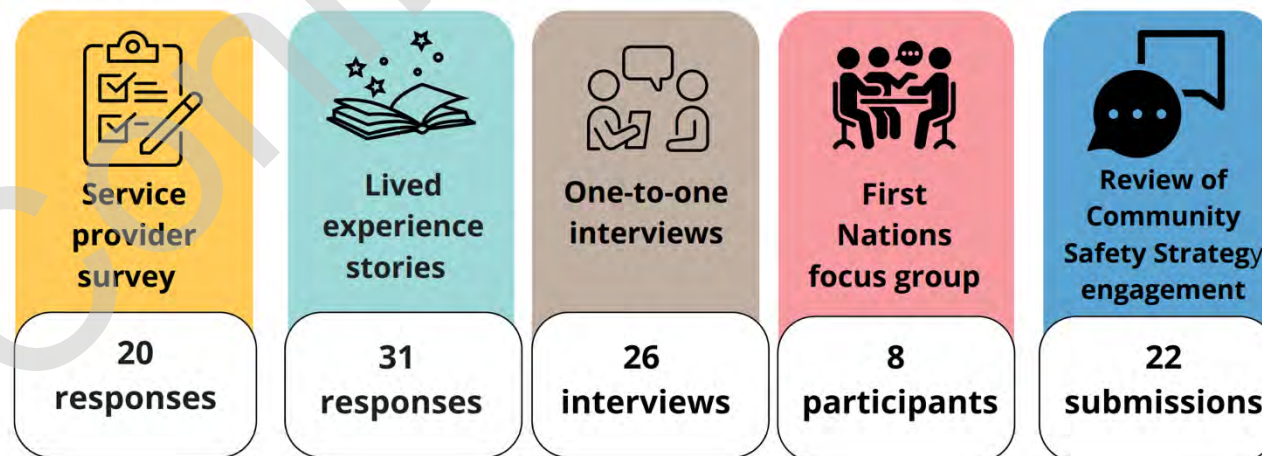 Service
provider
survey
20
responses
Lived
experience
stories
31
responses
One-to-one
interviews
26
interviews
First
Nations
focus group
8
participants
Review of
Community
Safety Strategy
engagement
22
submissions